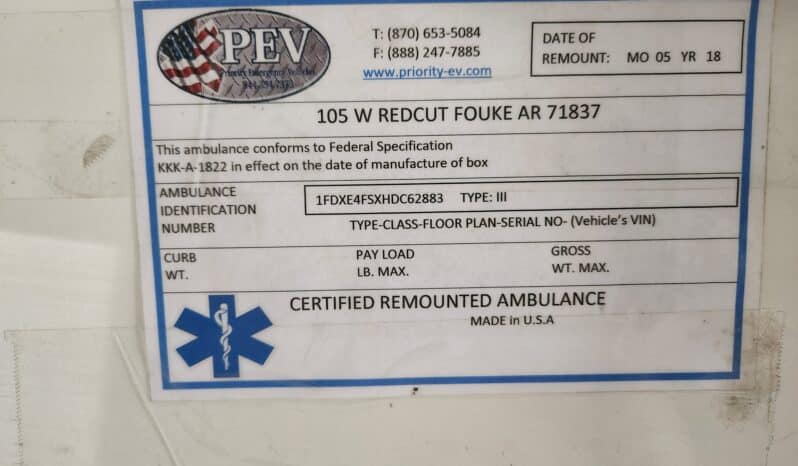 PEV
Priority Emergency Vehicles
T: (870) 653-5084
F: (888) 247-7885
www.priority-ev.com
DATE OF
REMOUNT: MO 05 YR 18
105 W REDCUT FOUKE AR 71837
This ambulance conforms to Federal Specification
KKK-A-1822 in effect on the date of manufacture of box
AMBULANCE
IDENTIFICATION
NUMBER
1FDXE4FSXHDC62883 TYPE: III
TYPE-CLASS-FLOOR PLAN-SERIAL NO- (Vehicle's VIN)
CURB
WT.
PAY LOAD
LB. MAX.
GROSS
WT. MAX.
CERTIFIED REMOUNTED AMBULANCE
MADE in U.S.A